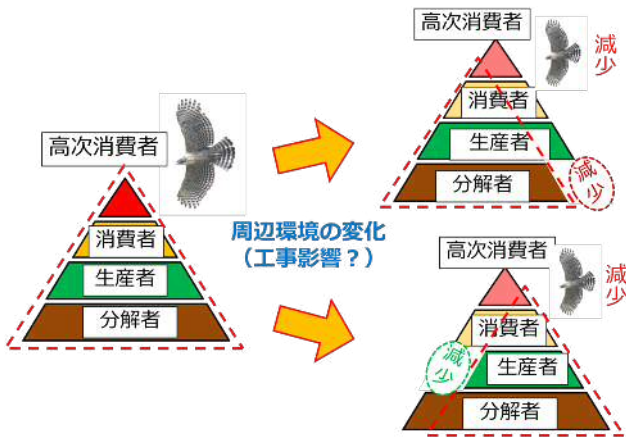 高次消費者
消費者
生産者
分解者
周辺環境の変化
（工事影響？）
高次消費者
減少
消費者
生産者
減少
分解者
高次消費者
減少
消費者
減少
生産者
分解者